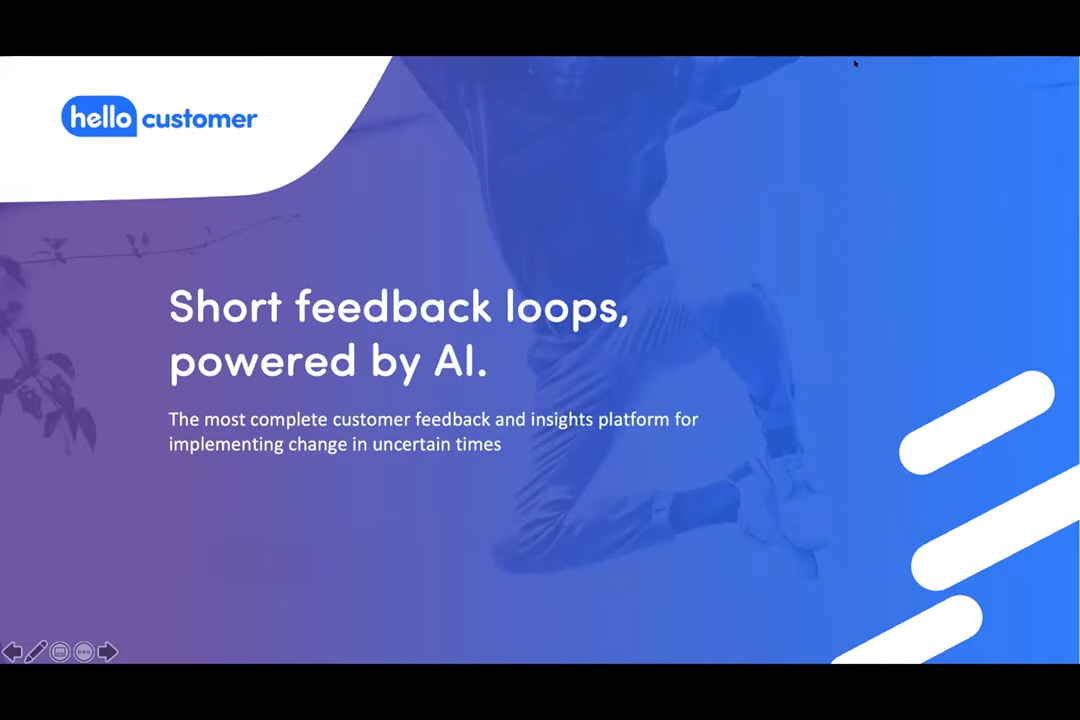 hello customer
Short feedback loops,
powered by AI.
The most complete customer feedback and insights platform for
implementing change in uncertain times